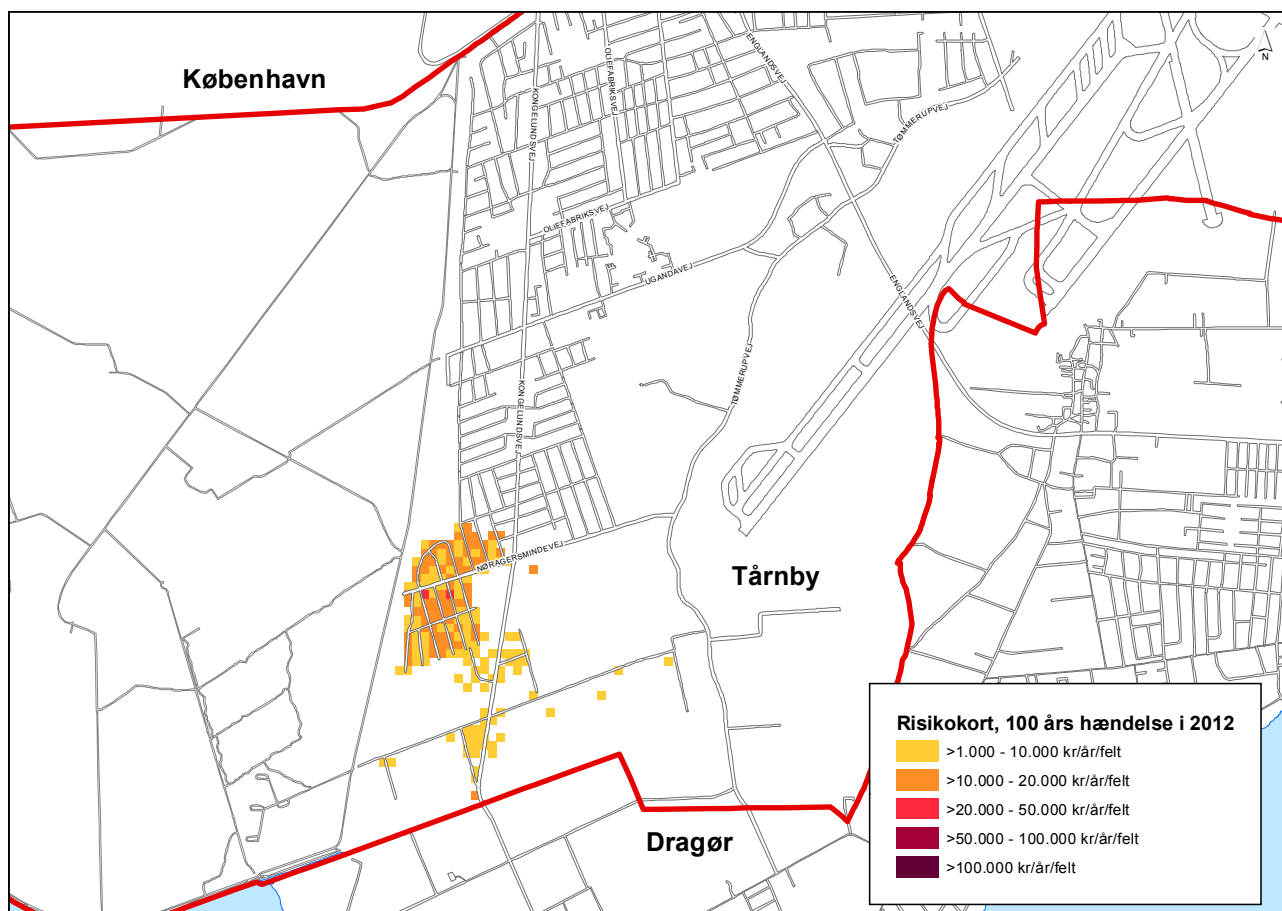 København
N
ENGLANDSVEJ
OLIEFABRIKSVEJ
KONGELUNDSVEJ
TØMMERUPVEJ
OLIEFABRIKSVEJ
UGANDAVEJ
ENGLANDSVEJ
TØMMERUPVEJ
KONGELUNDSVEJ
NØRAGERSMINDEVEJ
Tårnby
Dragør
Risikokort, 100 års hændelse i 2012
>1.000 - 10.000 kr/år/felt
>10.000 - 20.000 kr/år/felt
>20.000 - 50.000 kr/år/felt
>50.000 - 100.000 kr/år/felt
>100.000 kr/år/felt